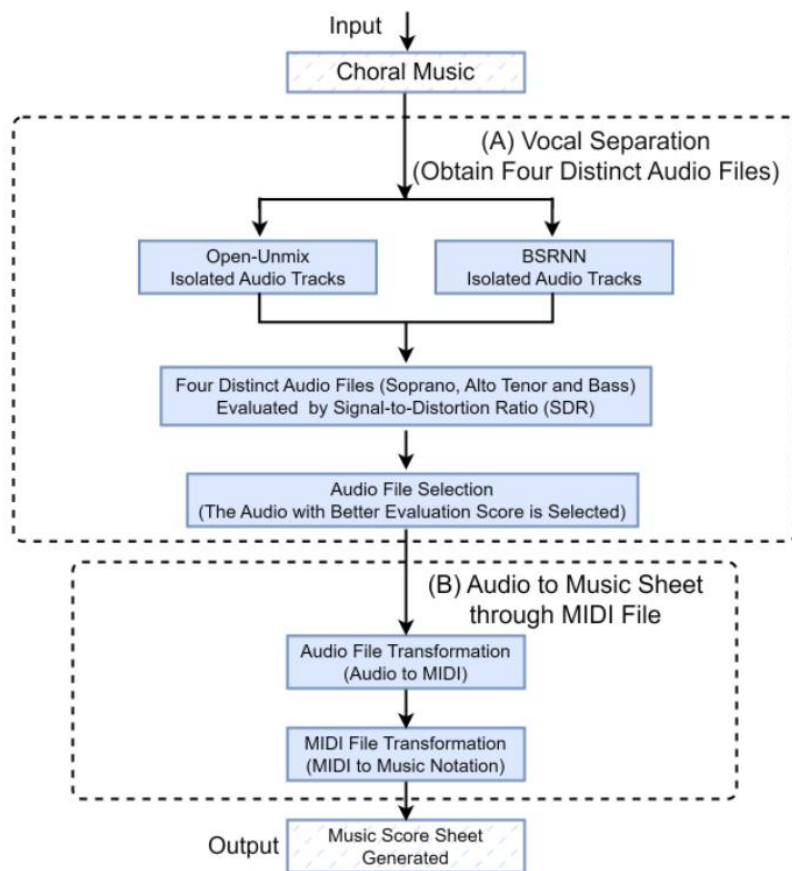 Input
Choral Music
(A) Vocal Separation
(Obtain Four Distinct Audio Files)
Open-Unmix
Isolated Audio Tracks
BSRNN
Isolated Audio Tracks
Four Distinct Audio Files (Soprano, Alto Tenor and Bass)
Evaluated by Signal-to-Distortion Ratio (SDR)
Audio File Selection
(The Audio with Better Evaluation Score is Selected)
(B) Audio to Music Sheet
through MIDI File
Audio File Transformation
(Audio to MIDI)
MIDI File Transformation
(MIDI to Music Notation)
Output
Music Score Sheet
Generated